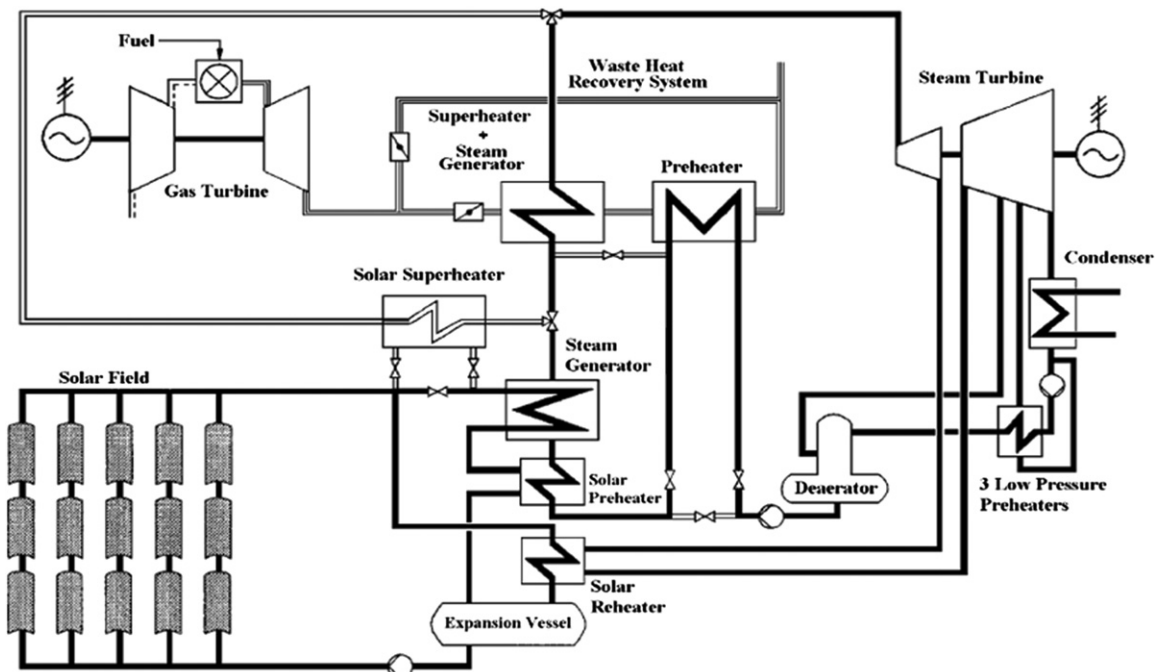 Fuel
Waste Heat
Recovery System
Steam Turbine
Superheater
+
Steam
Generator
Preheater
Gas Turbine
Condenser
Solar Superheater
Steam
Generator
Solar Field
Solar
Preheater
Deaerator
3 Low Pressure
Preheaters
Solar
Reheater
Expansion Vessel